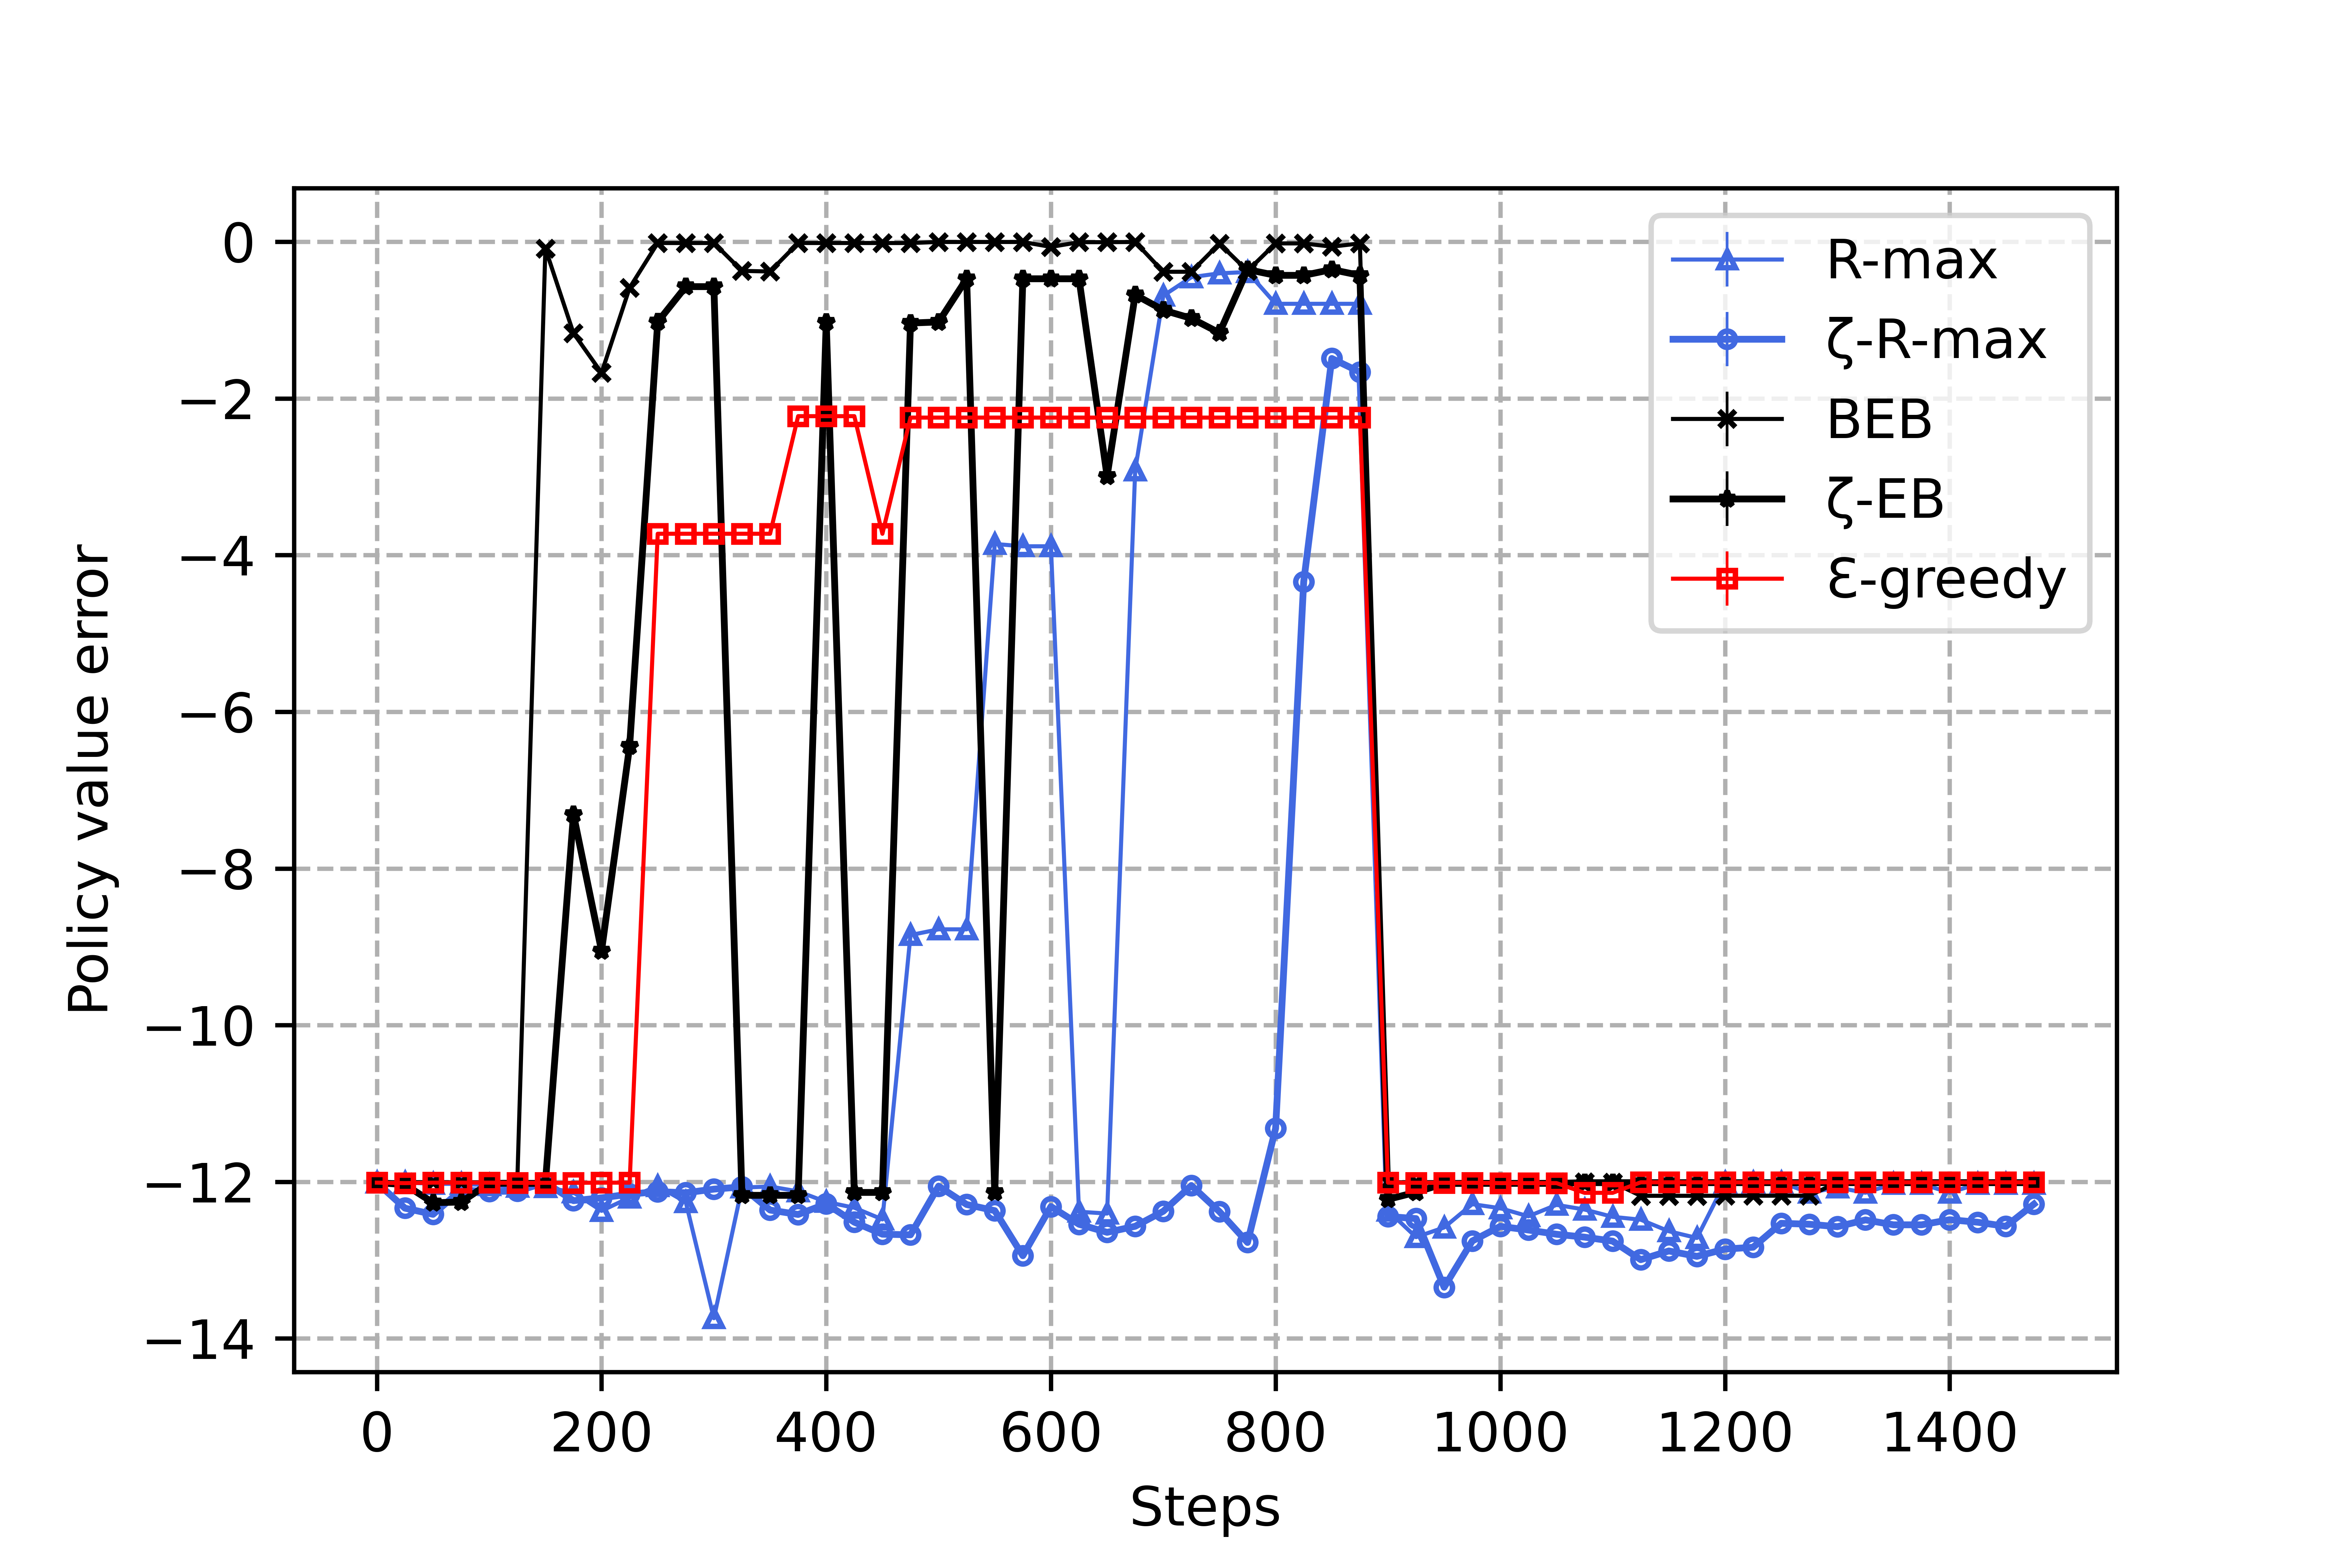 0
−2
−4
−6
−8
−10
−12
−14
Policy value error
0 200 400 600 800 1000 1200 1400
Steps
R-max
ζ-R-max
BEB
ζ-EB
Ɛ-greedy